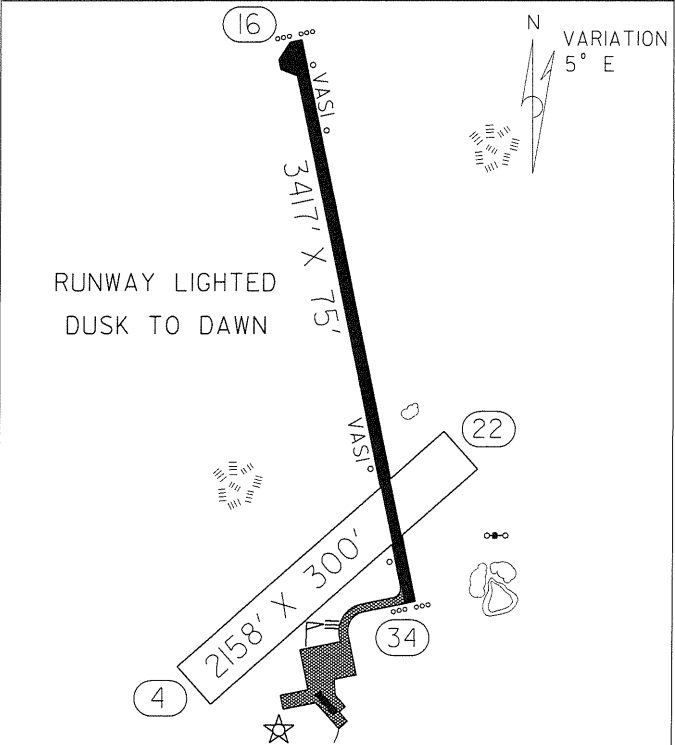 16
N
VARIATION
5° E
VASI
3417' X 75'
RUNWAY LIGHTED
DUSK TO DAWN
VASI
22
2158' X 300'
34
4